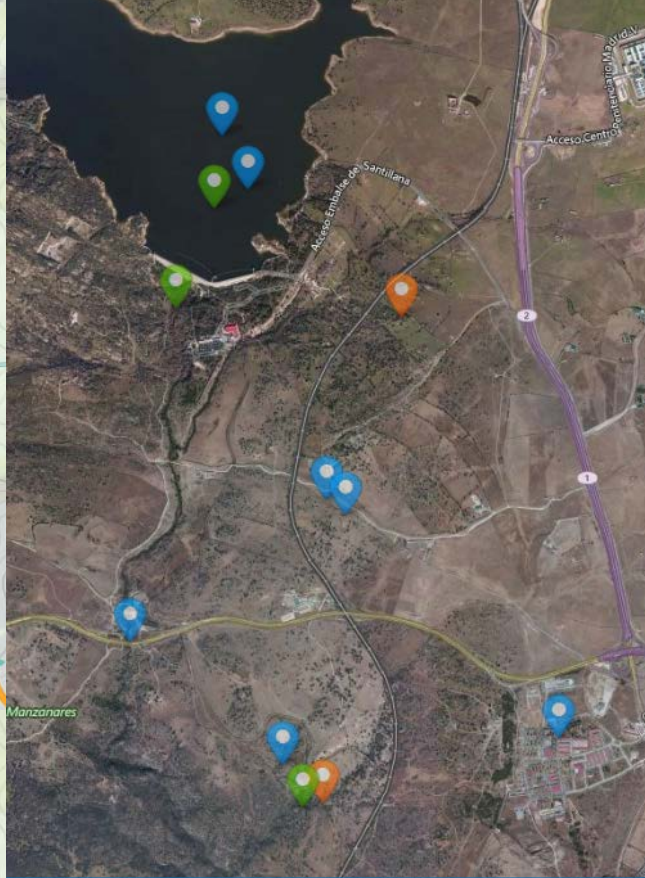 Acceso Centro Penitenciario Madrid V
Acceso Embalse de Santillana
2
1
Manzanares